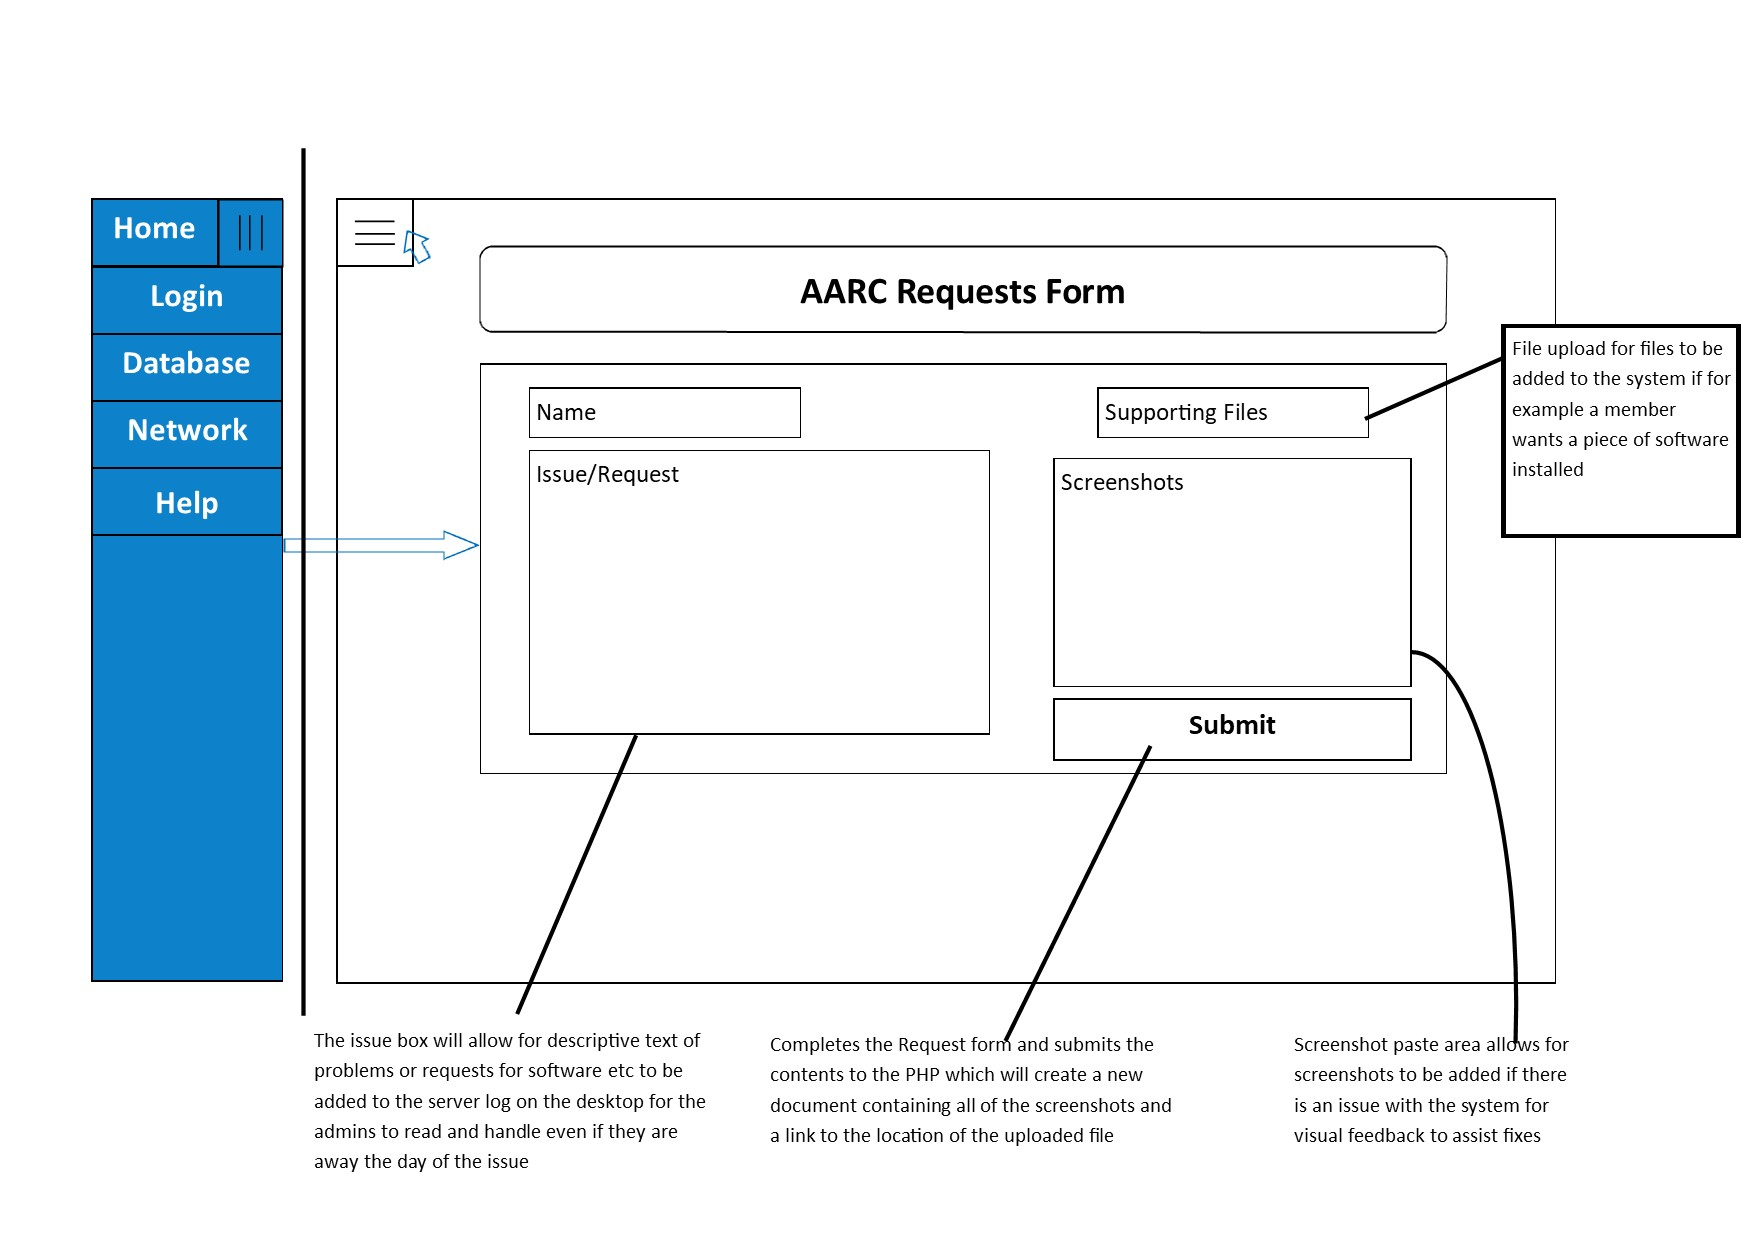 Home
Login
Database
Network
Help
AARC Requests Form
Name
Issue/Request
Supporting Files
Screenshots
Submit
File upload for files to be
added to the system if for
example a member
wants a piece of software
installed
The issue box will allow for descriptive text of
problems or requests for software etc to be
added to the server log on the desktop for the
admins to read and handle even if they are
away the day of the issue
Completes the Request form and submits the
contents to the PHP which will create a new
document containing all of the screenshots and
a link to the location of the uploaded file
Screenshot paste area allows for
screenshots to be added if there
is an issue with the system for
visual feedback to assist fixes